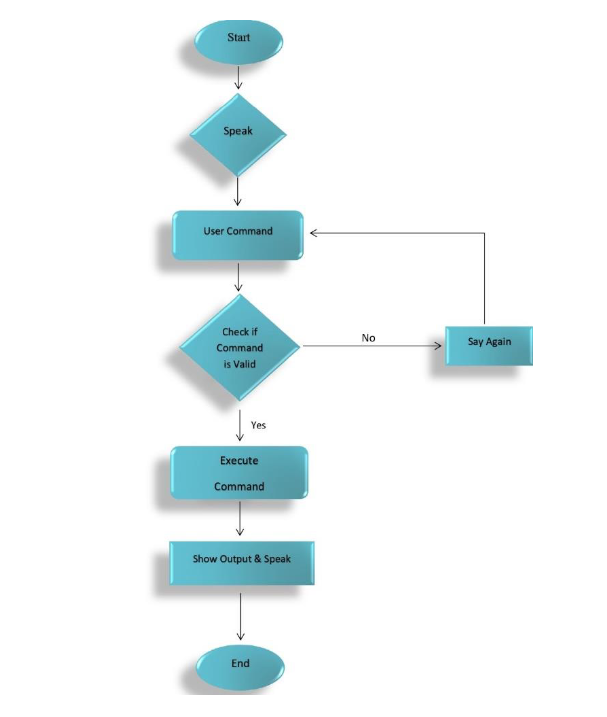 Start
Speak
User Command
Check if
Command
is Valid
No
Say Again
Yes
Execute
Command
Show Output & Speak
End